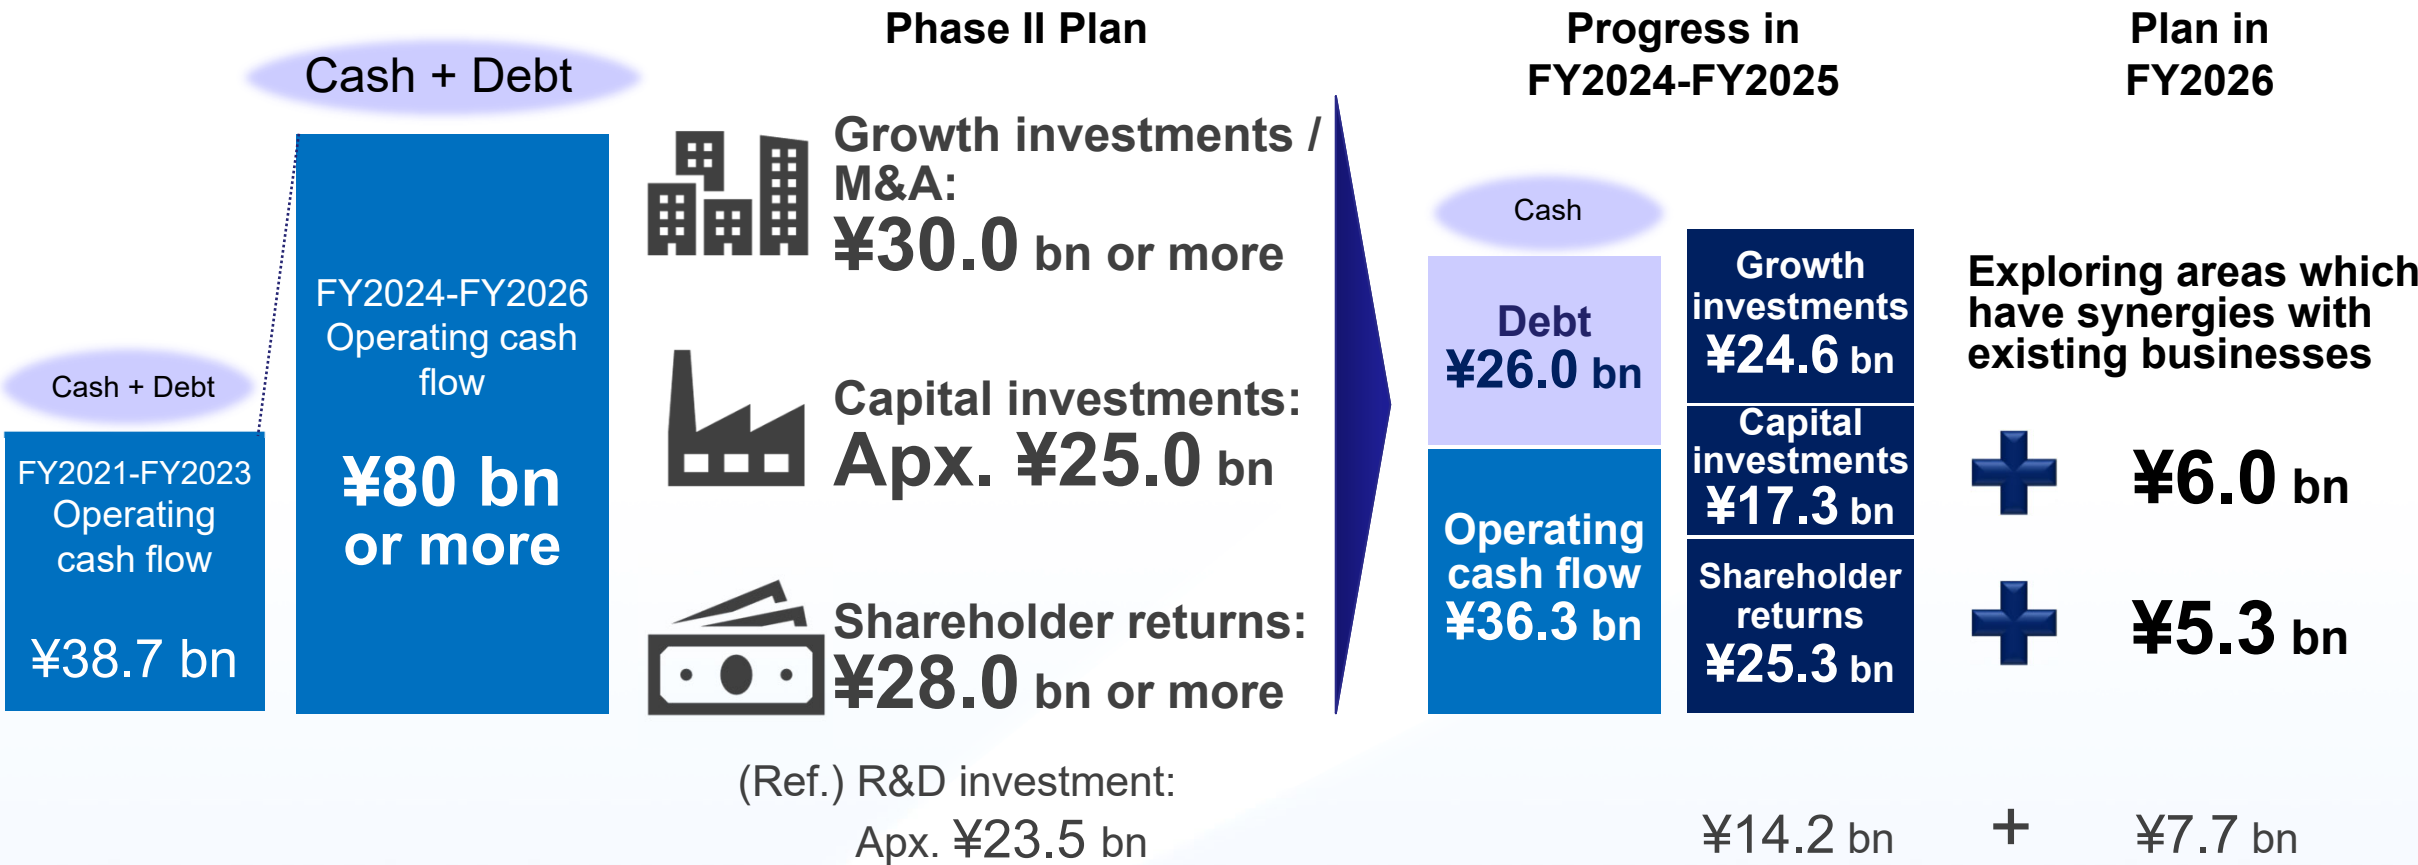 Cash + Debt
FY2021-FY2023
Operating
cash flow
¥38.7 bn
Cash + Debt
FY2024-FY2026
Operating cash
flow
¥80 bn
or more
Phase II Plan
Growth investments /
M&A:
¥30.0 bn or more
Capital investments:
Apx. ¥25.0 bn
Shareholder returns:
¥28.0 bn or more
(Ref.) R&D investment:
Apx. ¥23.5 bn
Progress in
FY2024-FY2025
Cash
Debt
¥26.0 bn
Operating
cash flow
¥36.3 bn
Growth
investments
¥24.6 bn
Capital
investments
¥17.3 bn
Shareholder
returns
¥25.3 bn
¥14.2 bn
Plan in
FY2026
Exploring areas which
have synergies with
existing businesses
¥6.0 bn
¥5.3 bn
+ ¥7.7 bn